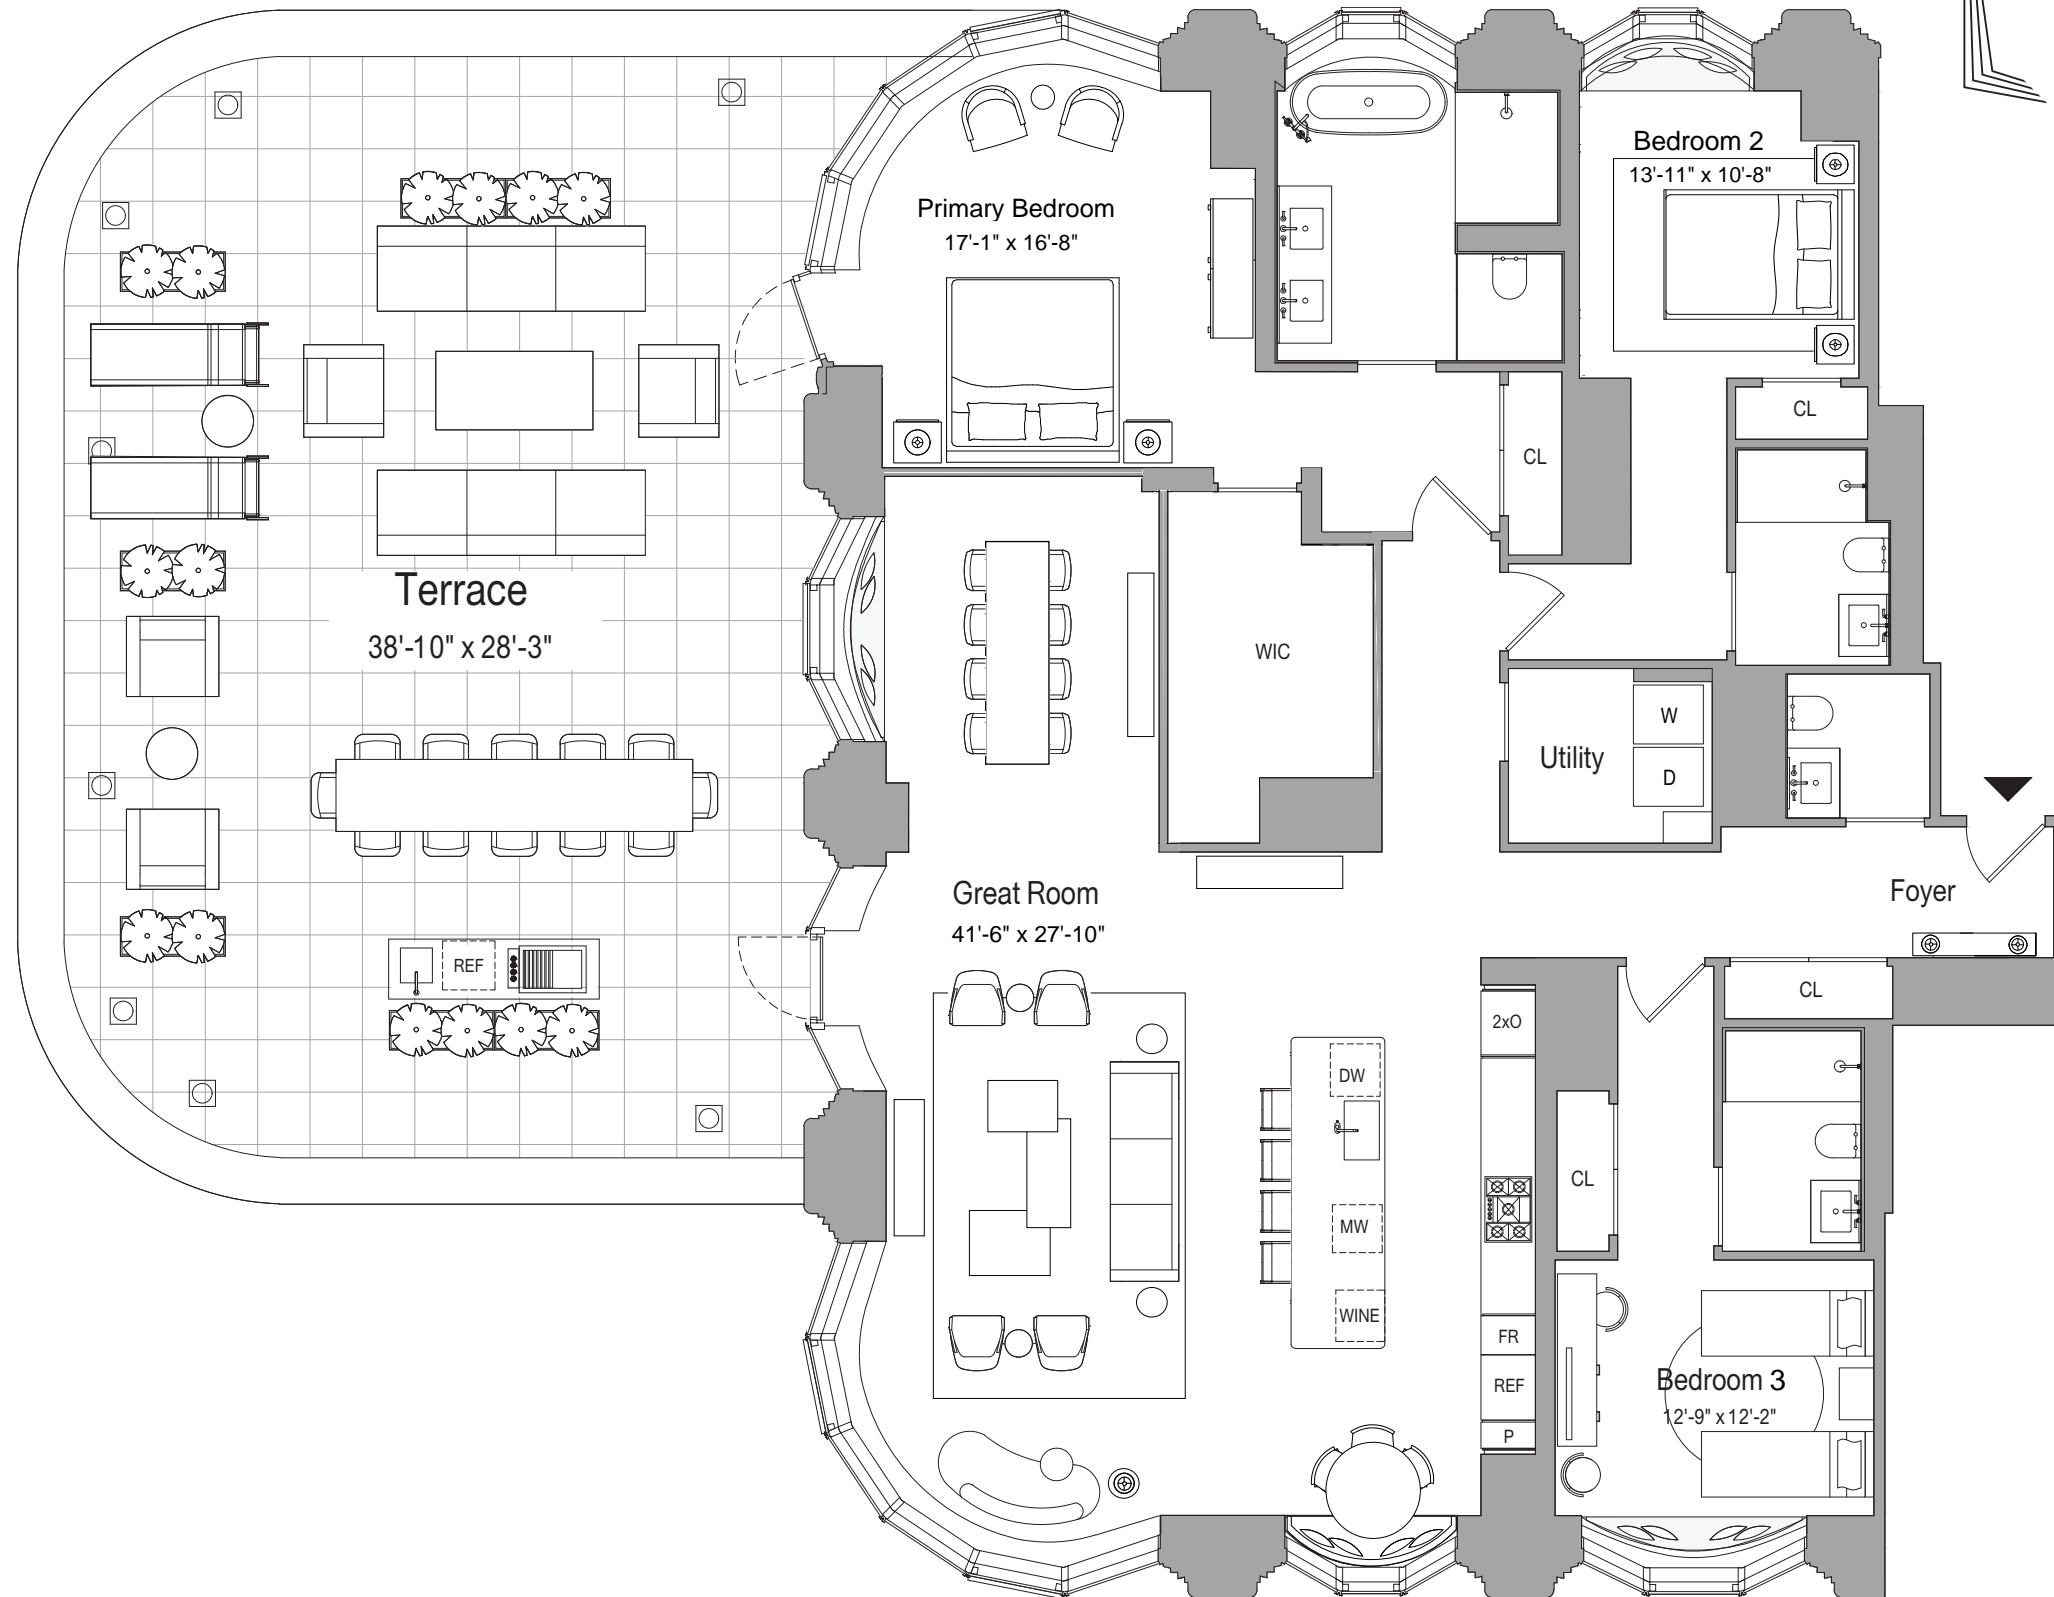 Bedroom 2
13'-11" x 10'-8"
Primary Bedroom
17'-1" x 16'-8"
CL
CL
Terrace
38'-10" x 28'-3"
WIC
W
Utility
D
Great Room
41'-6" x 27'-10"
Foyer
REF
CL
2xO
DW
CL
MW
WINE
FR
REF
P
Bedroom 3
12'-9" x 12'-2"